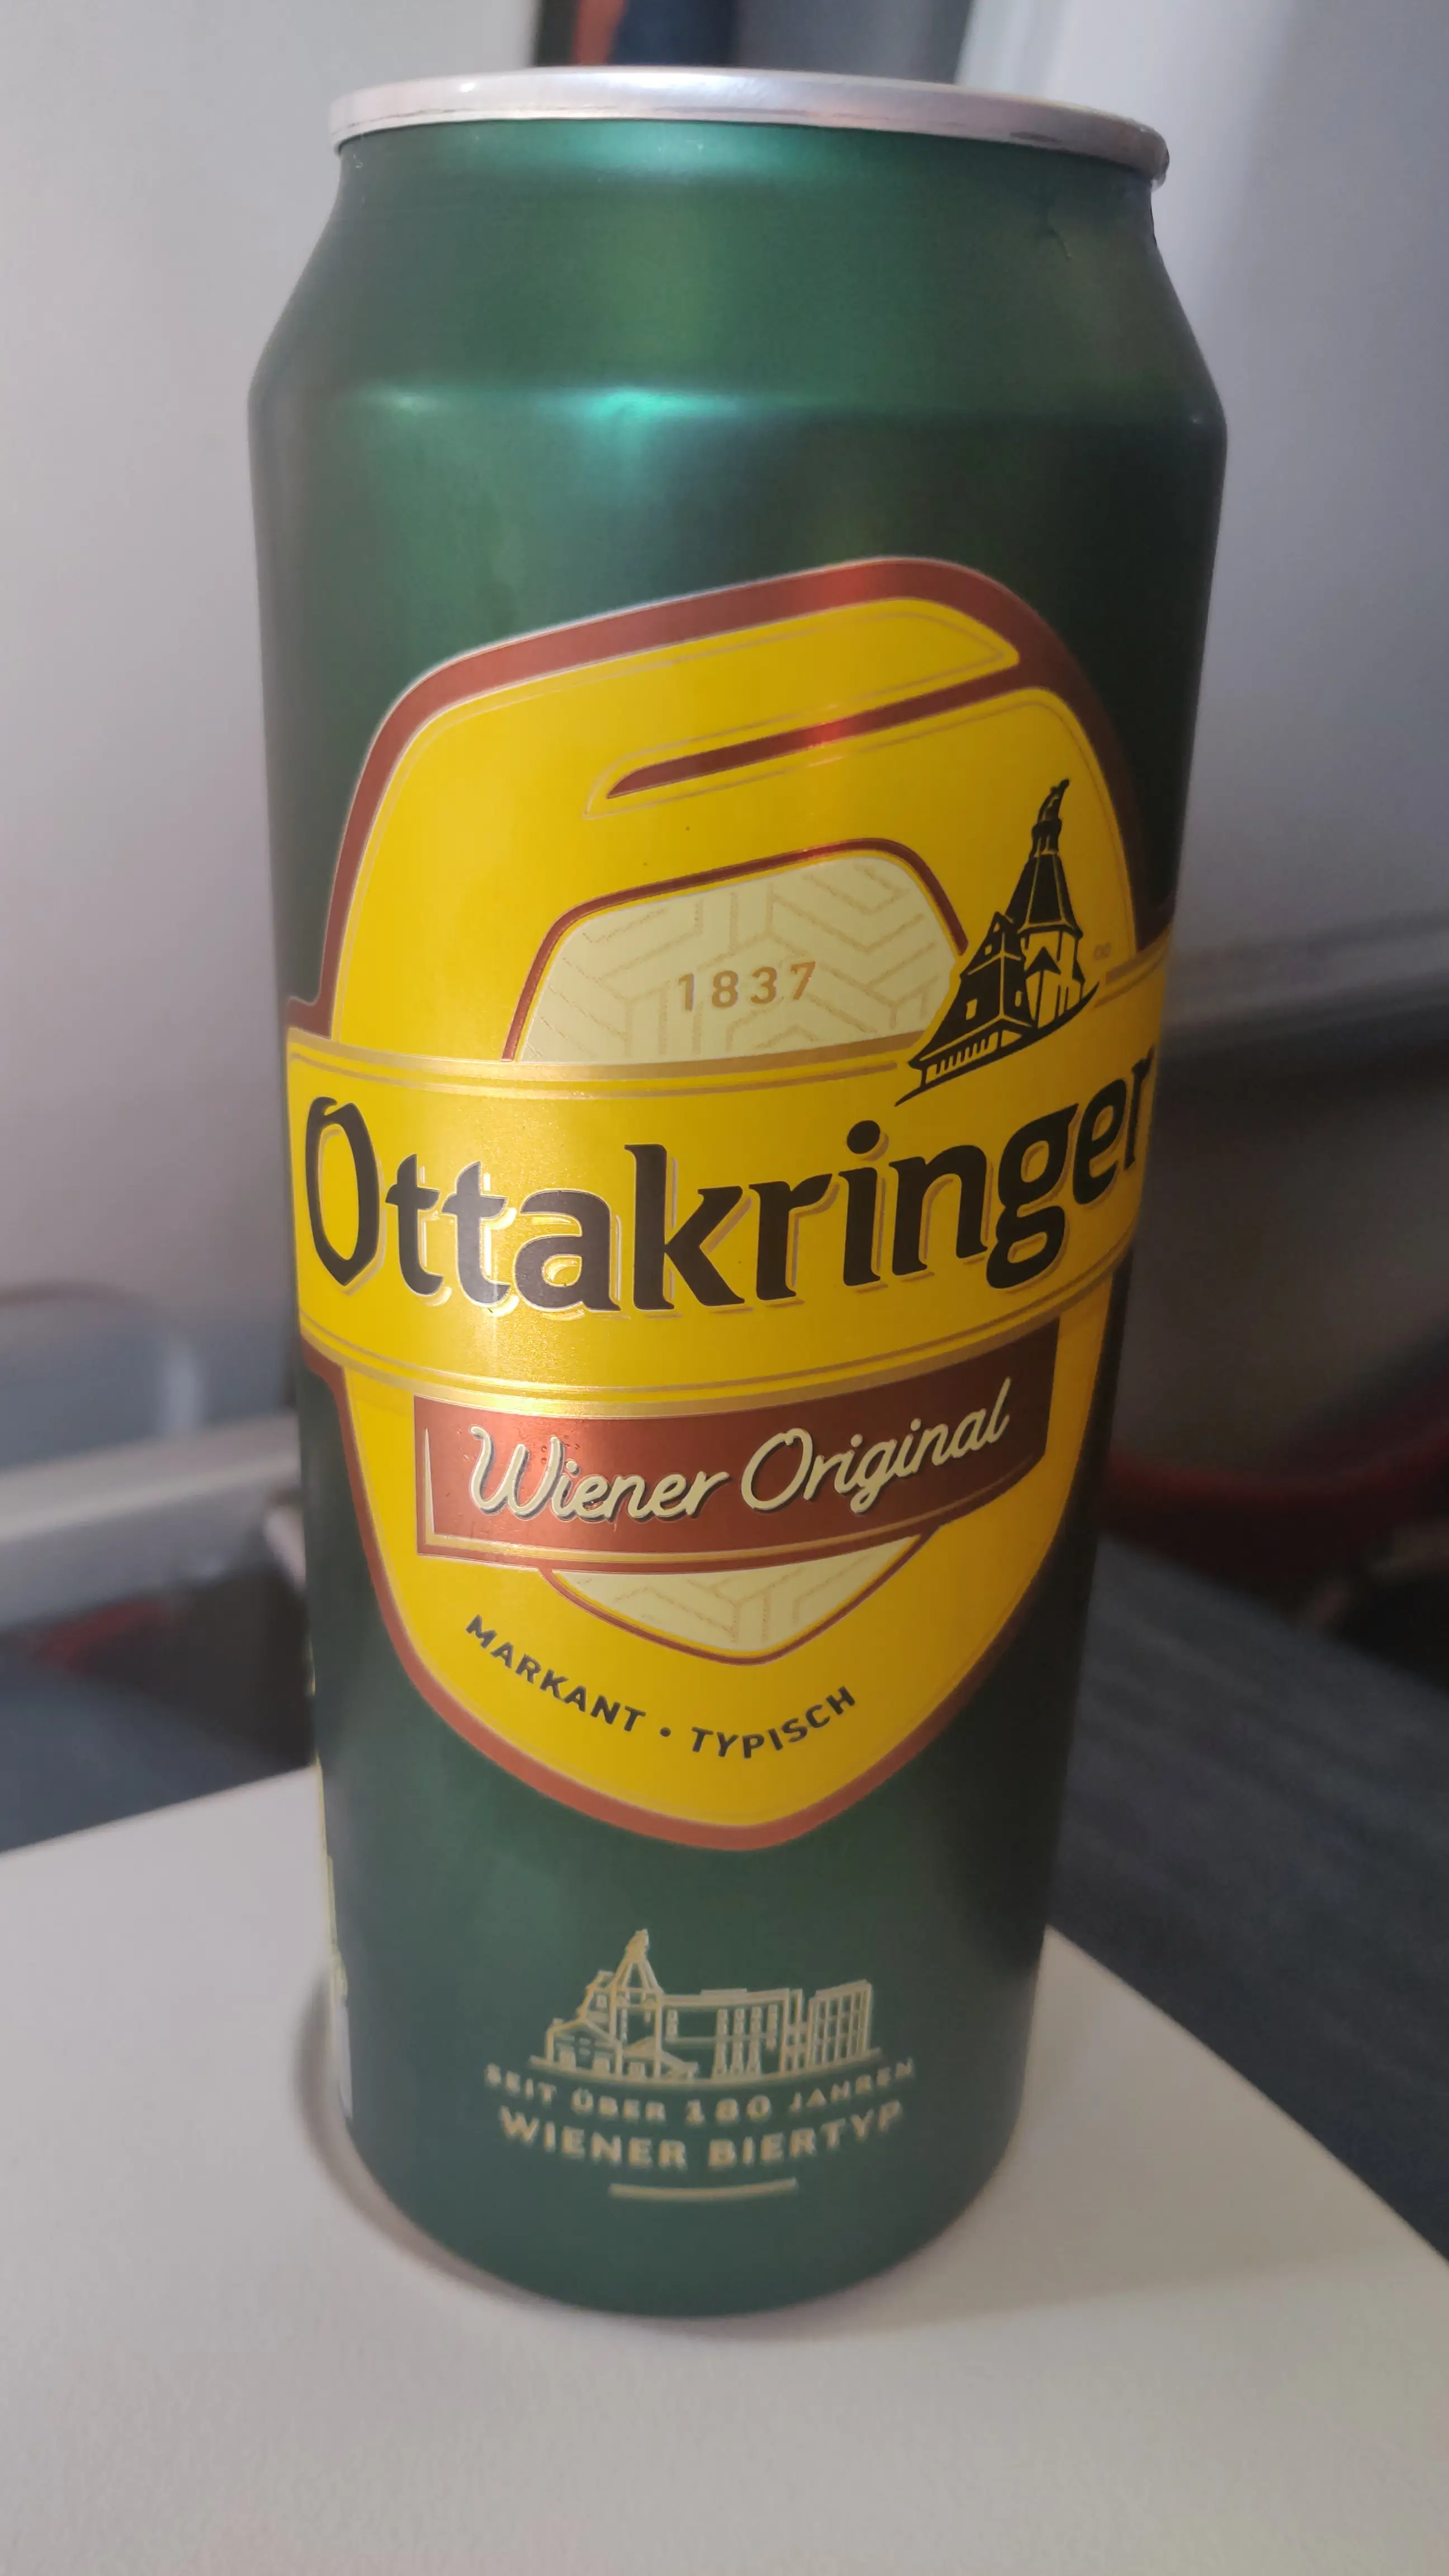 1837
Ottakringer
Wiener Original
MARKANT • TYPISCH
SEIT ÜBER 180 JAHREN
WIENER BIERTYP